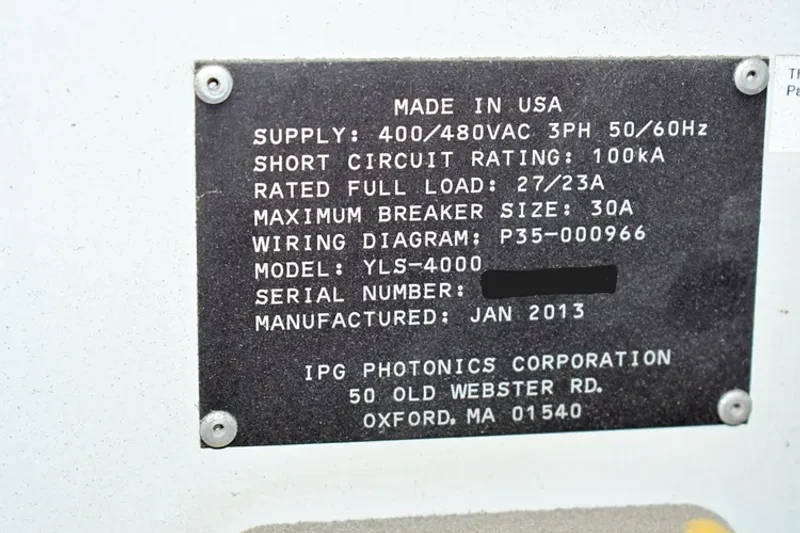 MADE IN USA
SUPPLY: 400/480VAC 3PH 50/60Hz
SHORT CIRCUIT RATING: 100kA
RATED FULL LOAD: 27/23A
MAXIMUM BREAKER SIZE: 30A
WIRING DIAGRAM: P35-000966
MODEL: YLS-4000
SERIAL NUMBER:
MANUFACTURED: JAN 2013
IPG PHOTONICS CORPORATION
50 OLD WEBSTER RD.
OXFORD. MA 01540